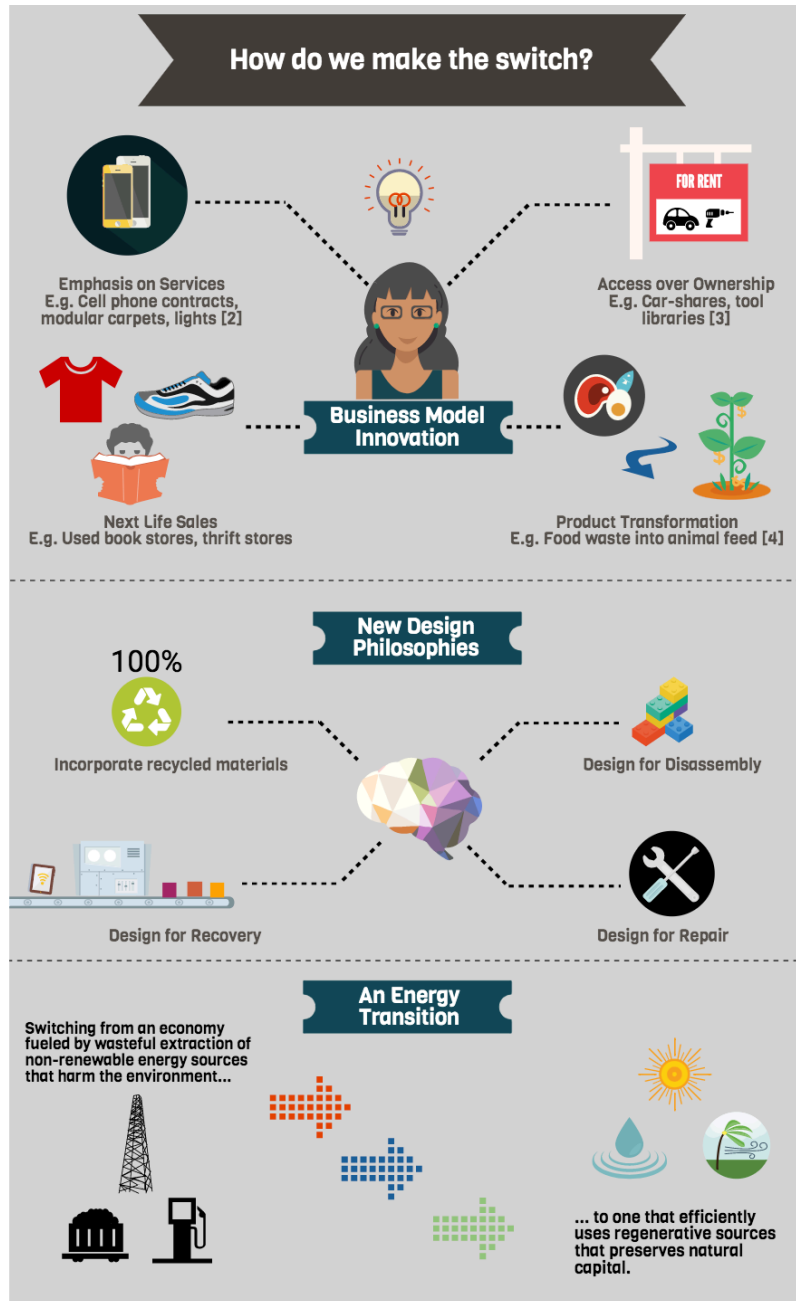 How do we make the switch?
FOR RENT
Emphasis on Services
E.g. Cell phone contracts,
modular carpets, lights [2]
Access over Ownership
E.g. Car-shares, tool
libraries [3]
Business Model
Innovation
Next Life Sales
E.g. Used book stores, thrift stores
Product Transformation
E.g. Food waste into animal feed [4]
New Design
Philosophies
100%
Incorporate recycled materials
Design for Disassembly
Design for Recovery
Design for Repair
An Energy
Transition
Switching from an economy
fueled by wasteful extraction of
non-renewable energy sources
that harm the environment...
... to one that efficiently
uses regenerative sources
that preserves natural
capital.